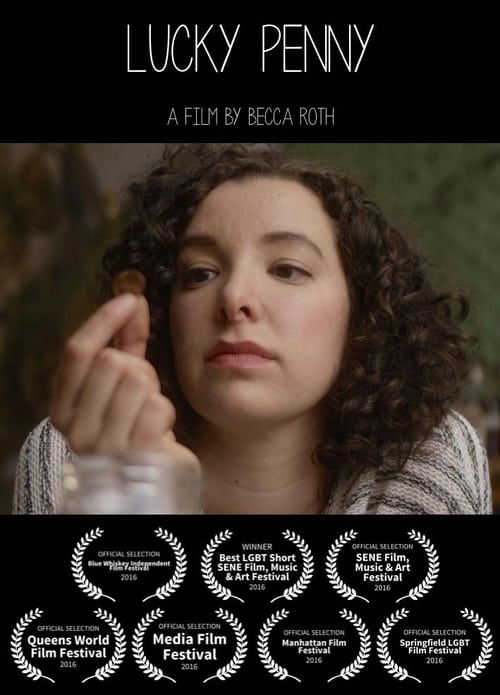 LUCKY PENNY
A FILM BY BECCA ROTH
OFFICIAL SELECTION
Blue Whiskey Independent
Film Festival
2016
WINNER
Best LGBT Short
SENE Film, Music
& Art Festival
2016
OFFICIAL SELECTION
SENE Film,
Music & Art
Festival
2016
OFFICIAL SELECTION
Queens World
Film Festival
2016
OFFICIAL SELECTION
Media Film
Festival
2016
OFFICIAL SELECTION
Manhattan Film
Festival
2016
OFFICIAL SELECTION
Springfield LGBT
Film Festival
2016